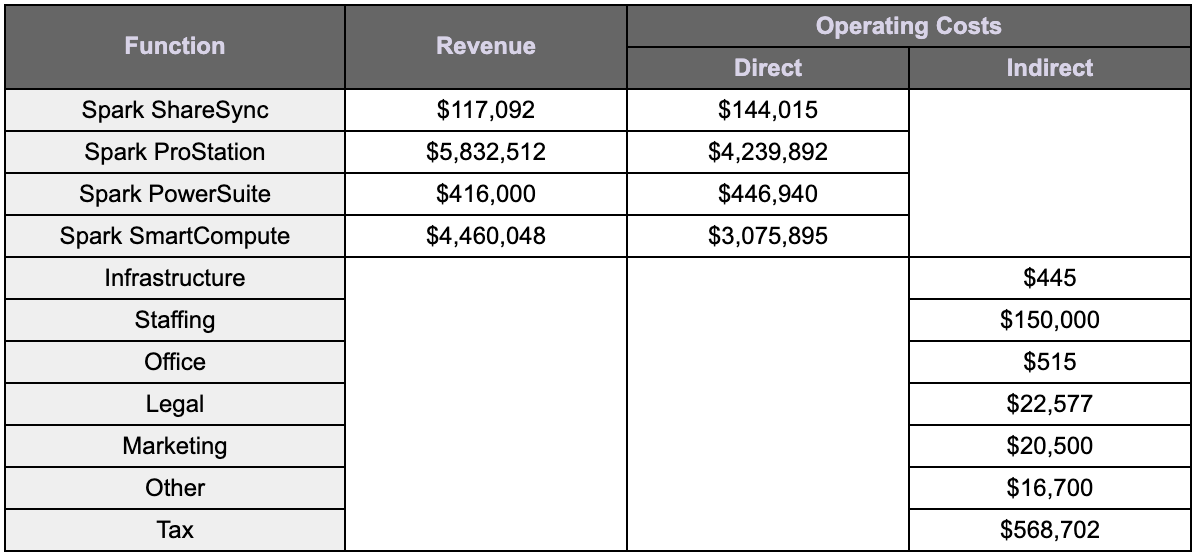 Function Revenue Operating Costs
Direct Indirect
Spark ShareSync $117,092 $144,015
Spark ProStation $5,832,512 $4,239,892
Spark PowerSuite $416,000 $446,940
Spark SmartCompute $4,460,048 $3,075,895
Infrastructure $445
Staffing $150,000
Office $515
Legal $22,577
Marketing $20,500
Other $16,700
Tax $568,702